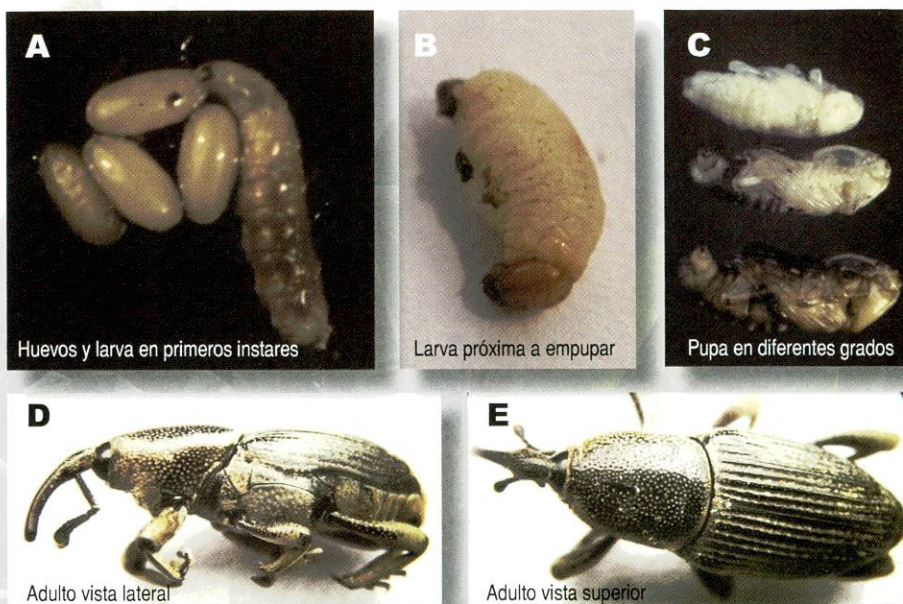 A
Huevos y larva en primeros instares
B
Larva próxima a empupar
C
Pupa en diferentes grados
D
Adulto vista lateral
E
Adulto vista superior